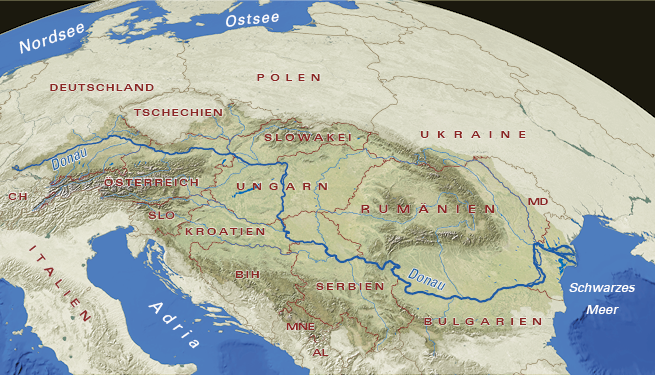 Nordsee
Ostsee
DEUTSCHLAND
POLEN
TSCHECHIEN
SLOWAKEI
UKRAINE
Donau
CH
ÖSTERREICH
UNGARN
RUMÄNIEN
MD
SLO
KROATIEN
ITALIEN
BIH
SERBIEN
Donau
Schwarzes
Meer
Adria
MNE
BULGARIEN
AL